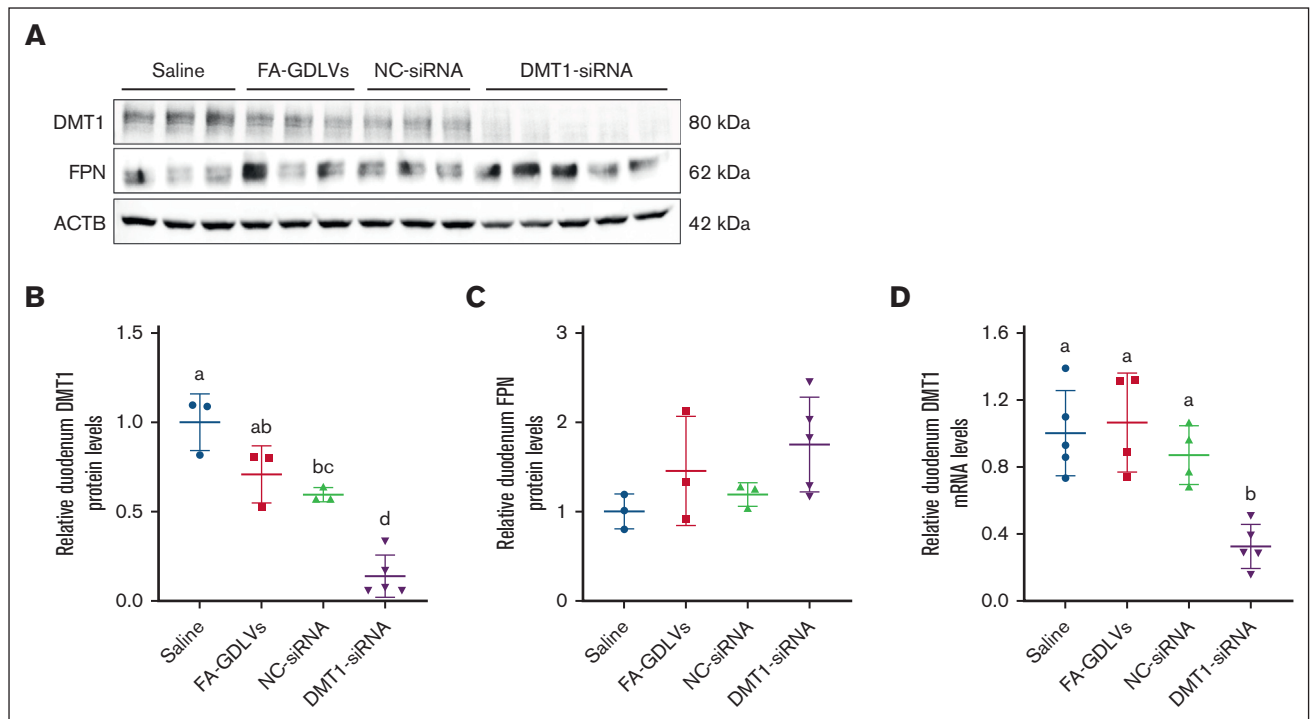 A
Saline FA-GDLVs NC-siRNA DMT1-siRNA
DMT1 80 kDa
FPN 62 kDa
ACTB 42 kDa
B
Relative duodenum DMT1
protein levels
1.5
1.0
0.5
0.0
a
ab
bc
d
Saline
FA-GDLVs
NC-siRNA
DMT1-siRNA
C
Relative duodenum FPN
protein levels
3
2
1
0
Saline
FA-GDLVs
NC-siRNA
DMT1-siRNA
D
Relative duodenum DMT1
mRNA levels
1.6
1.2
0.8
0.4
0.0
a
a
a
b
Saline
FA-GDLVs
NC-siRNA
DMT1-siRNA